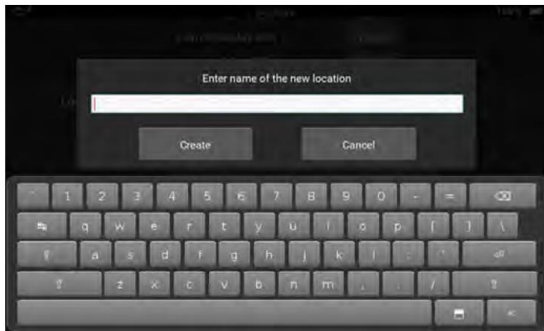 Enter name of the new location
Create Cancel
` 1 2 3 4 5 6 7 8 9 0 - =
q w e r t y u i o p [ ] \
a s d f g h j k l ; '
z x c v b n m , . /